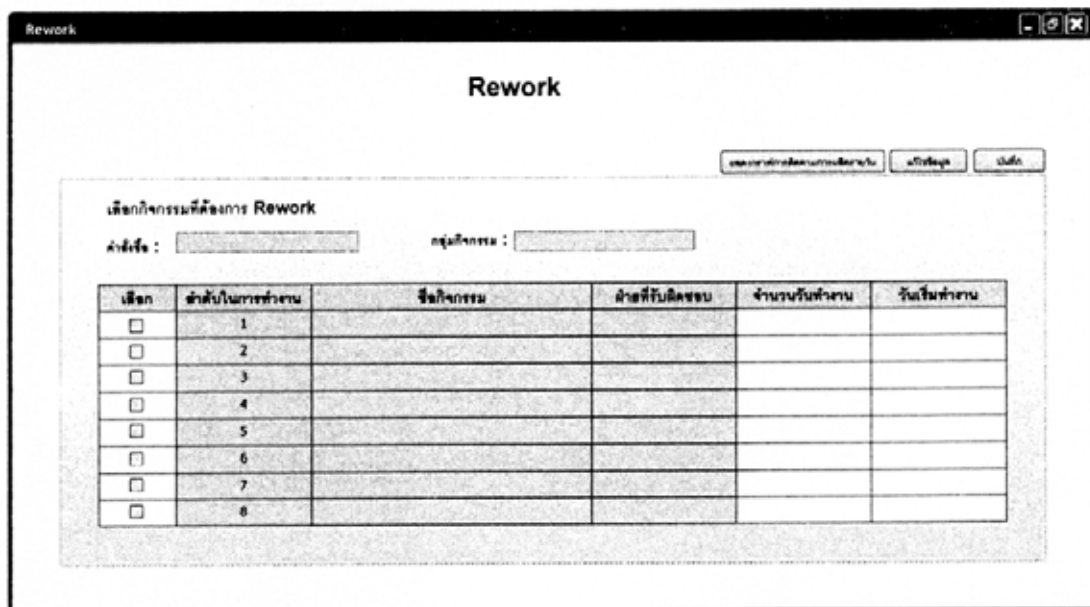 Rework
Rework
แก้ไขข้อมูล บันทึก
เลือกกิจกรรมที่ต้องการ Rework
คำสั่งซื้อ : กลุ่มกิจกรรม :
เลือก ลำดับในการทำงาน ชื่อกิจกรรม ฝ่ายที่รับผิดชอบ จำนวนวันทำงาน วันเริ่มทำงาน
1
2
3
4
5
6
7
8